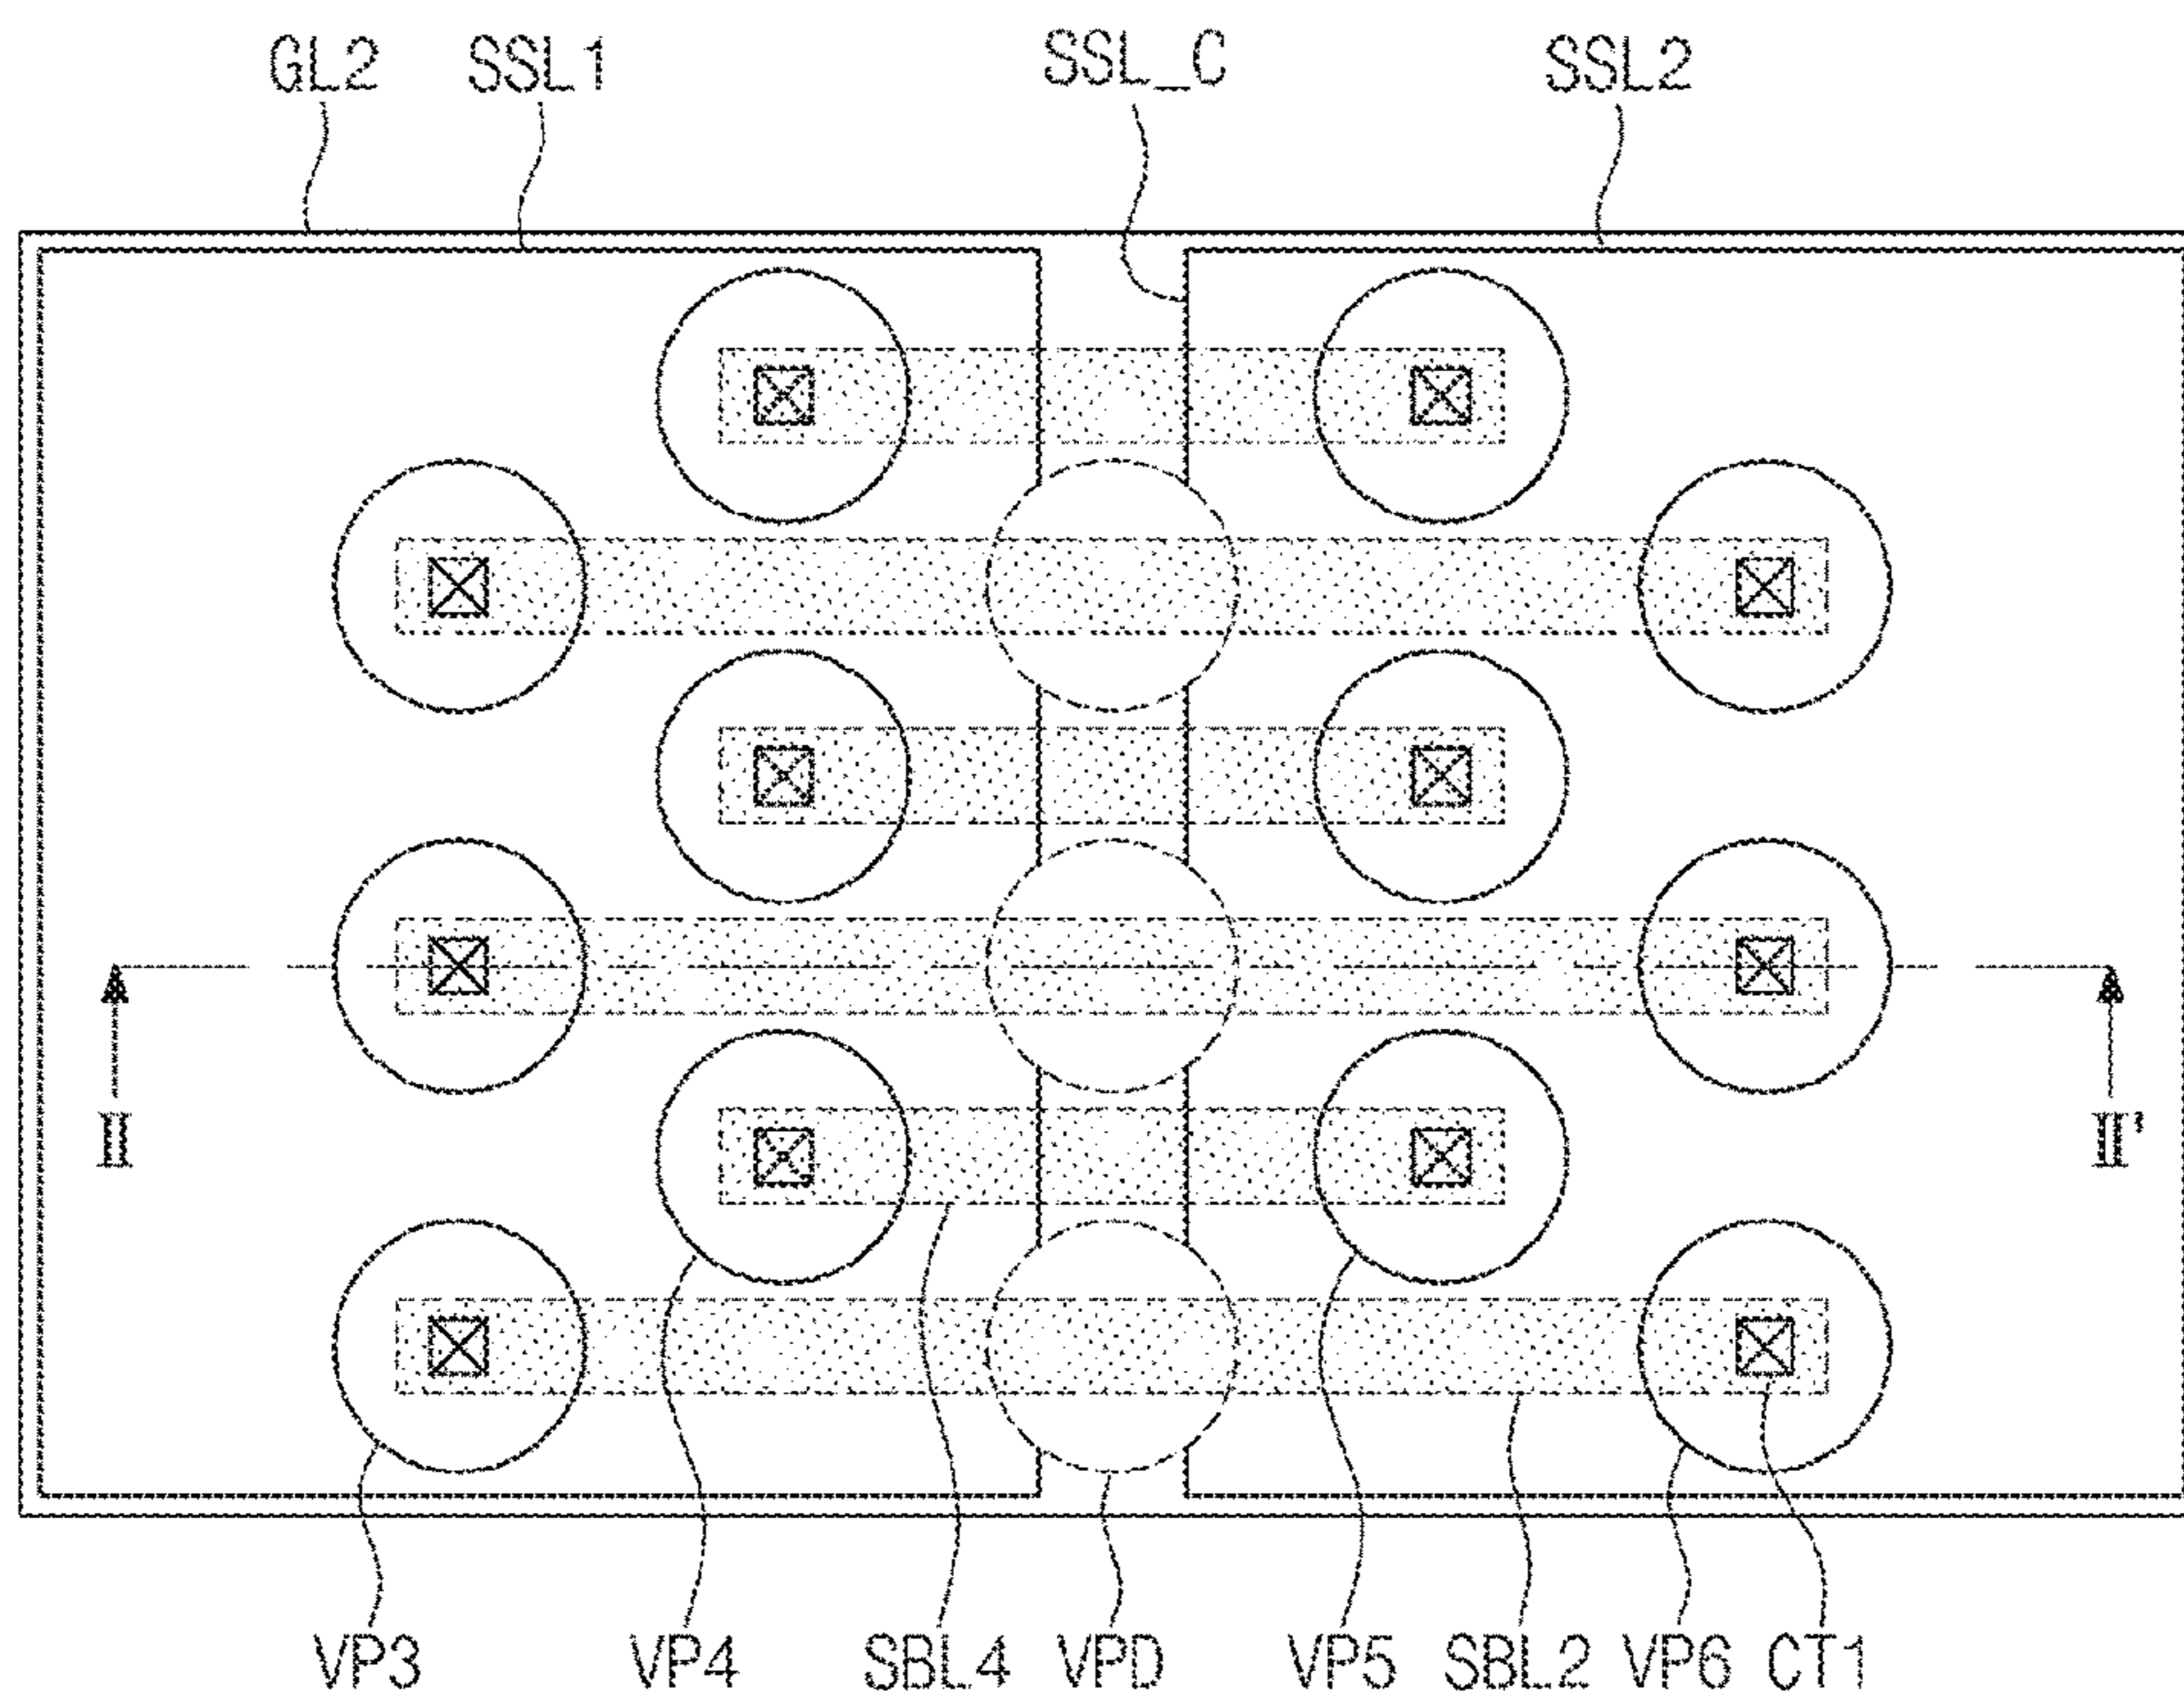 GL2 SSL1 SSL_C SSL2
Ⅱ Ⅱ'
VP3 VP4 SBL4 VPD VP5 SBL2 VP6 CT1